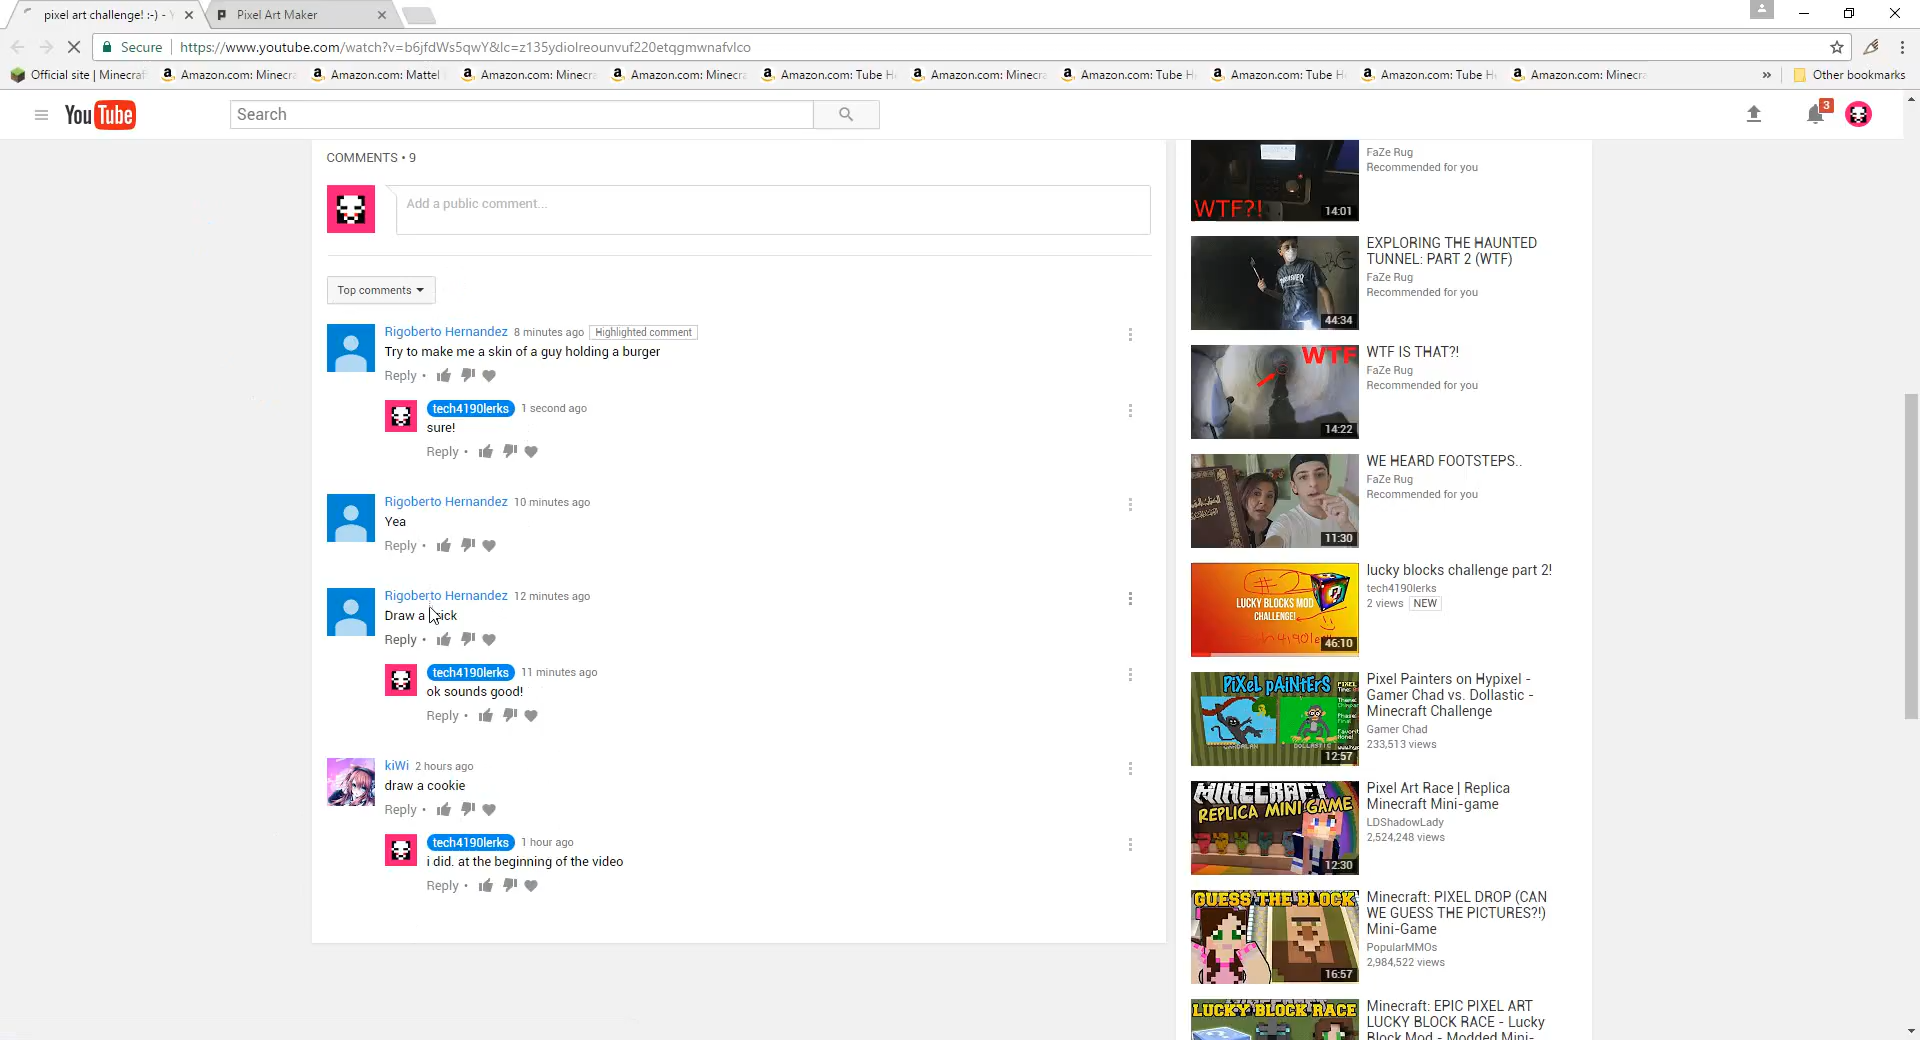 pixel art challenge! :-) - Y
Pixel Art Maker
Secure
https://www.youtube.com/watch?v=b6jfdWs5qwY&lc=z135ydiolreounvuf220etqgmwnafvlco
Official site | Minecraf
Amazon.com: Minecra
Amazon.com: Mattel
Amazon.com: Minecra
Amazon.com: Minecra
Amazon.com: Tube H
Amazon.com: Minecra
Amazon.com: Tube H
Amazon.com: Tube H
Amazon.com: Tube H
Amazon.com: Minecra
»
Other bookmarks
YouTube
Search
3
COMMENTS • 9
Add a public comment...
Top comments
Rigoberto Hernandez 8 minutes ago Highlighted comment
Try to make me a skin of a guy holding a burger
Reply •
tech4190lerks 1 second ago
sure!
Reply •
Rigoberto Hernandez 10 minutes ago
Yea
Reply •
Rigoberto Hernandez 12 minutes ago
Draw a
Reply •
tech4190lerks 11 minutes ago
ok sounds good!
Reply •
kiWi 2 hours ago
draw a cookie
Reply •
tech4190lerks 1 hour ago
i did. at the beginning of the video
Reply •
WTF?!
14:01
FaZe Rug
Recommended for you
THRASHER
44:34
EXPLORING THE HAUNTED
TUNNEL: PART 2 (WTF)
FaZe Rug
Recommended for you
WTF
14:22
WTF IS THAT?!
FaZe Rug
Recommended for you
11:30
WE HEARD FOOTSTEPS..
FaZe Rug
Recommended for you
#2
LUCKY BLOCKS MOD
CHALLENGE!
46:10
lucky blocks challenge part 2!
tech4190lerks
2 views NEW
PiXeL pAiNtErS
12:57
Pixel Painters on Hypixel -
Gamer Chad vs. Dollastic -
Minecraft Challenge
Gamer Chad
233,513 views
MINECRAFT
REPLICA MINI GAME
12:30
Pixel Art Race | Replica
Minecraft Mini-game
LDShadowLady
2,524,248 views
GUESS THE BLOCK
16:57
Minecraft: PIXEL DROP (CAN
WE GUESS THE PICTURES?!)
Mini-Game
PopularMMOs
2,984,522 views
LUCKY BLOCK RACE
Minecraft: EPIC PIXEL ART
LUCKY BLOCK RACE - Lucky
Block Mod - Modded Mini-